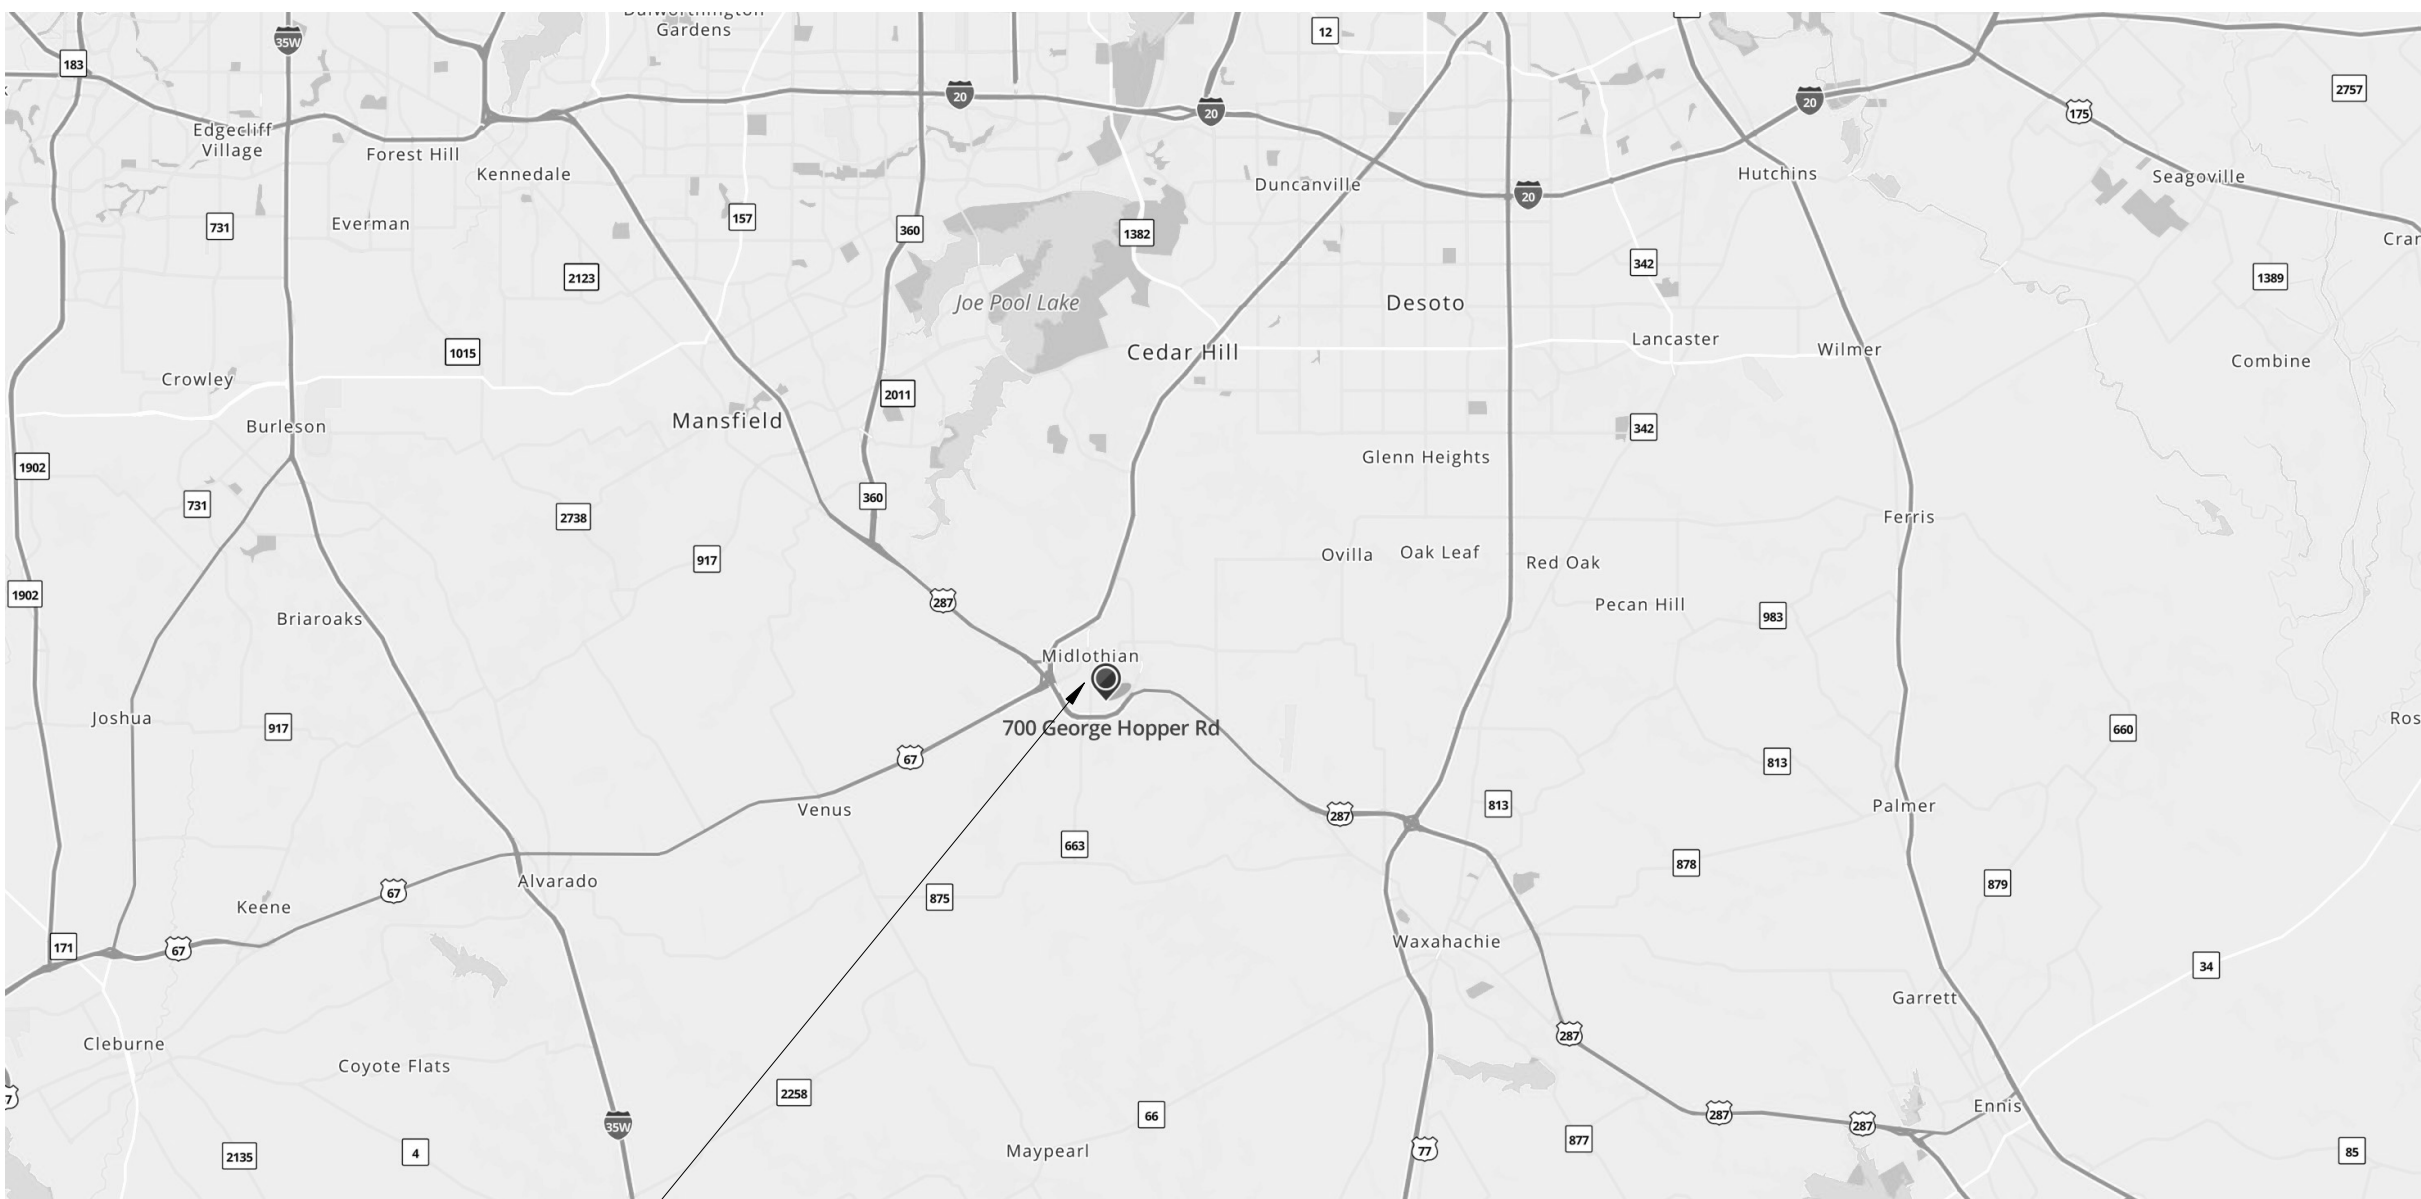 Gardens
35W
12
183
20
20
20
175
2757
Edgecliff
Village
Forest Hill
Kennedale
Duncanville
Hutchins
Seagoville
20
731
Everman
157
360
1382
342
1389
2123
Joe Pool Lake
Desoto
Lancaster
Wilmer
Combine
1015
Cedar Hill
Crowley
2011
Mansfield
Burleson
342
1902
Glenn Heights
731
360
2738
Ferris
917
Ovilla
Oak Leaf
Red Oak
1902
287
Pecan Hill
983
Briaroaks
Midlothian
Joshua
917
700 George Hopper Rd
660
67
813
Venus
287
813
Palmer
663
878
879
Alvarado
67
875
Keene
171
67
Waxahachie
34
Garrett
Cleburne
287
Coyote Flats
2258
66
287
287
Ennis
35W
2135
4
Maypearl
77
877
85